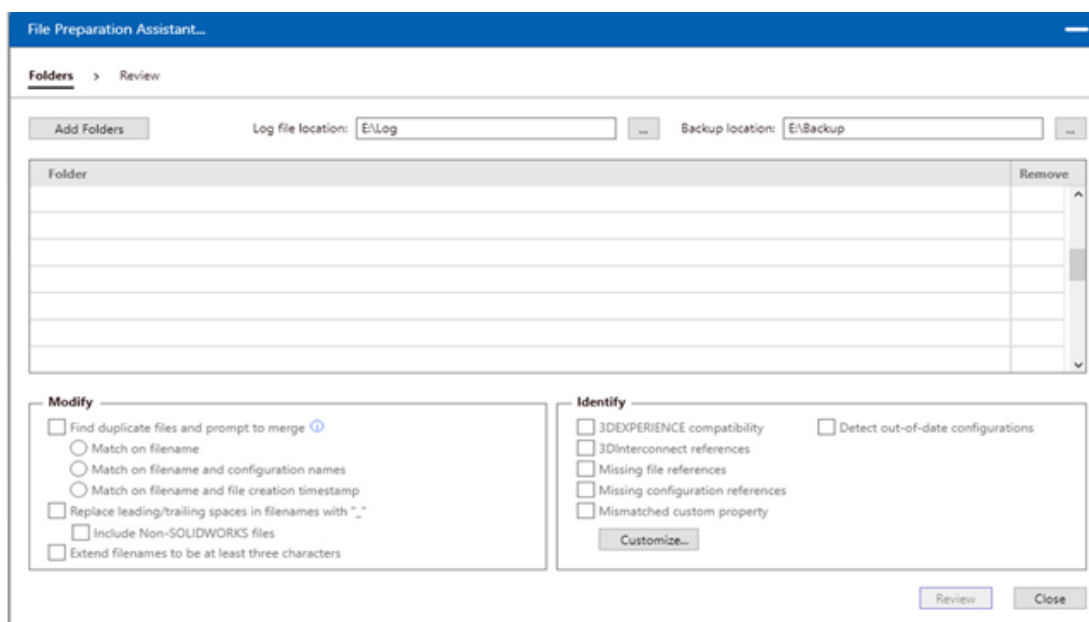 File Preparation Assistant...
Folders > Review
Add Folders Log file location: E:\Log ... Backup location: E:\Backup ...
Folder Remove
Modify
Find duplicate files and prompt to merge
Match on filename
Match on filename and configuration names
Match on filename and file creation timestamp
Replace leading/trailing spaces in filenames with "_"
Include Non-SOLIDWORKS files
Extend filenames to be at least three characters
Identify
3DEXPERIENCE compatibility Detect out-of-date configurations
3DInterconnect references
Missing file references
Missing configuration references
Mismatched custom property
Customize...
Review Close